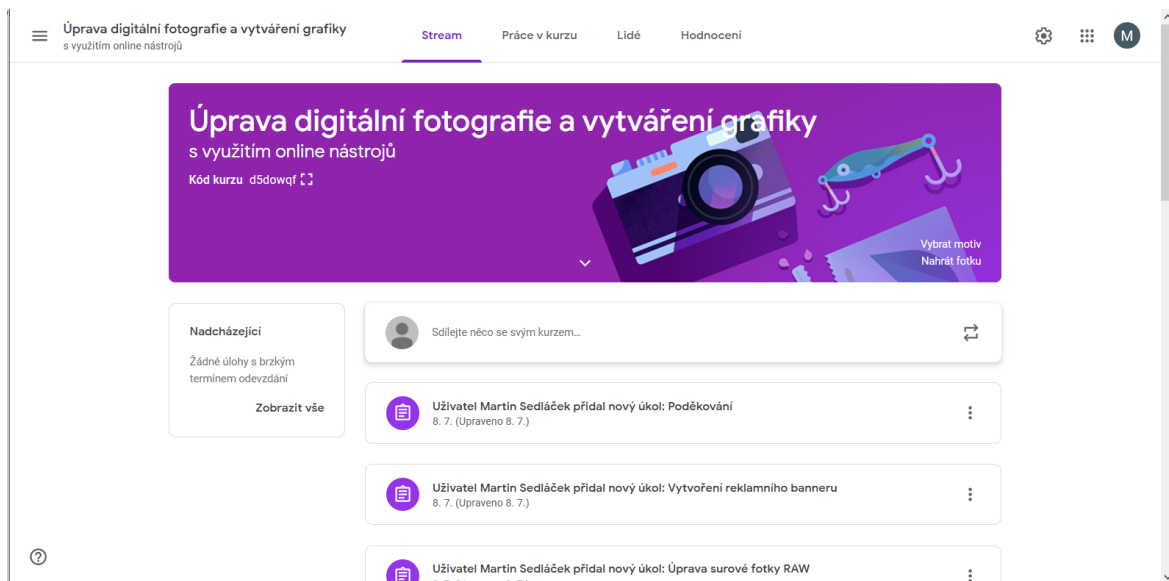 Úprava digitální fotografie a vytváření grafiky
s využitím online nástrojů
Stream
Práce v kurzu
Lidé
Hodnocení
M
Úprava digitální fotografie a vytváření grafiky
s využitím online nástrojů
Kód kurzu d5dowqf
Vybrat motiv
Nahrát fotku
Nadcházející
Žádné úlohy s brzkým
termínem odevzdání
Zobrazit vše
Sdílejte něco se svým kurzem...
Uživatel Martin Sedláček přidal nový úkol: Poděkování
8. 7. (Upraveno 8. 7.)
Uživatel Martin Sedláček přidal nový úkol: Vytvoření reklamního banneru
8. 7. (Upraveno 8. 7.)
Uživatel Martin Sedláček přidal nový úkol: Úprava surové fotky RAW